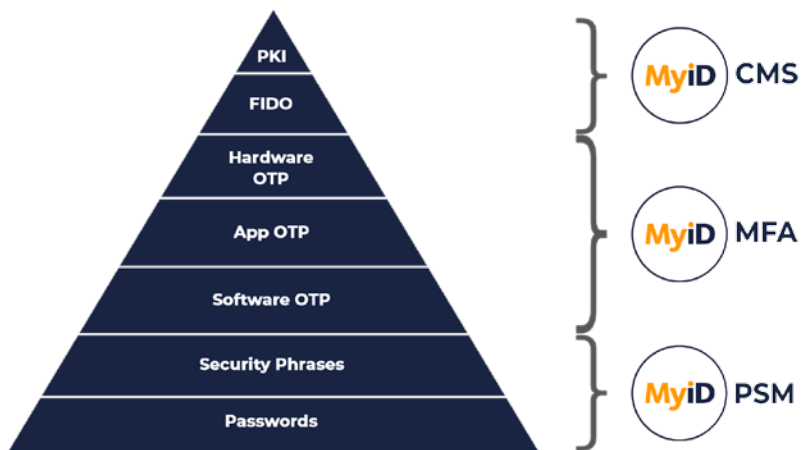 PKI
FIDO
Hardware
OTP
App OTP
Software OTP
Security Phrases
Passwords
MyiD CMS
MyiD MFA
MyiD PSM